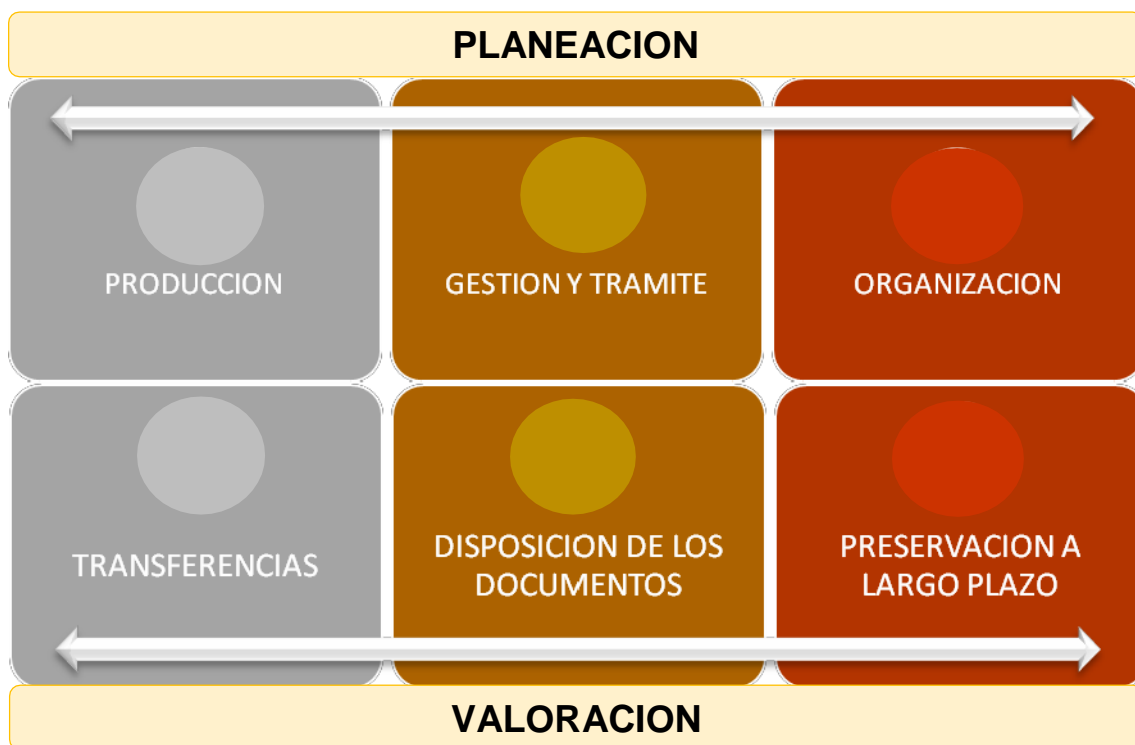 PLANEACION
PRODUCCION
GESTION Y TRAMITE
ORGANIZACION
TRANSFERENCIAS
DISPOSICION DE LOS
DOCUMENTOS
PRESERVACION A
LARGO PLAZO
VALORACION